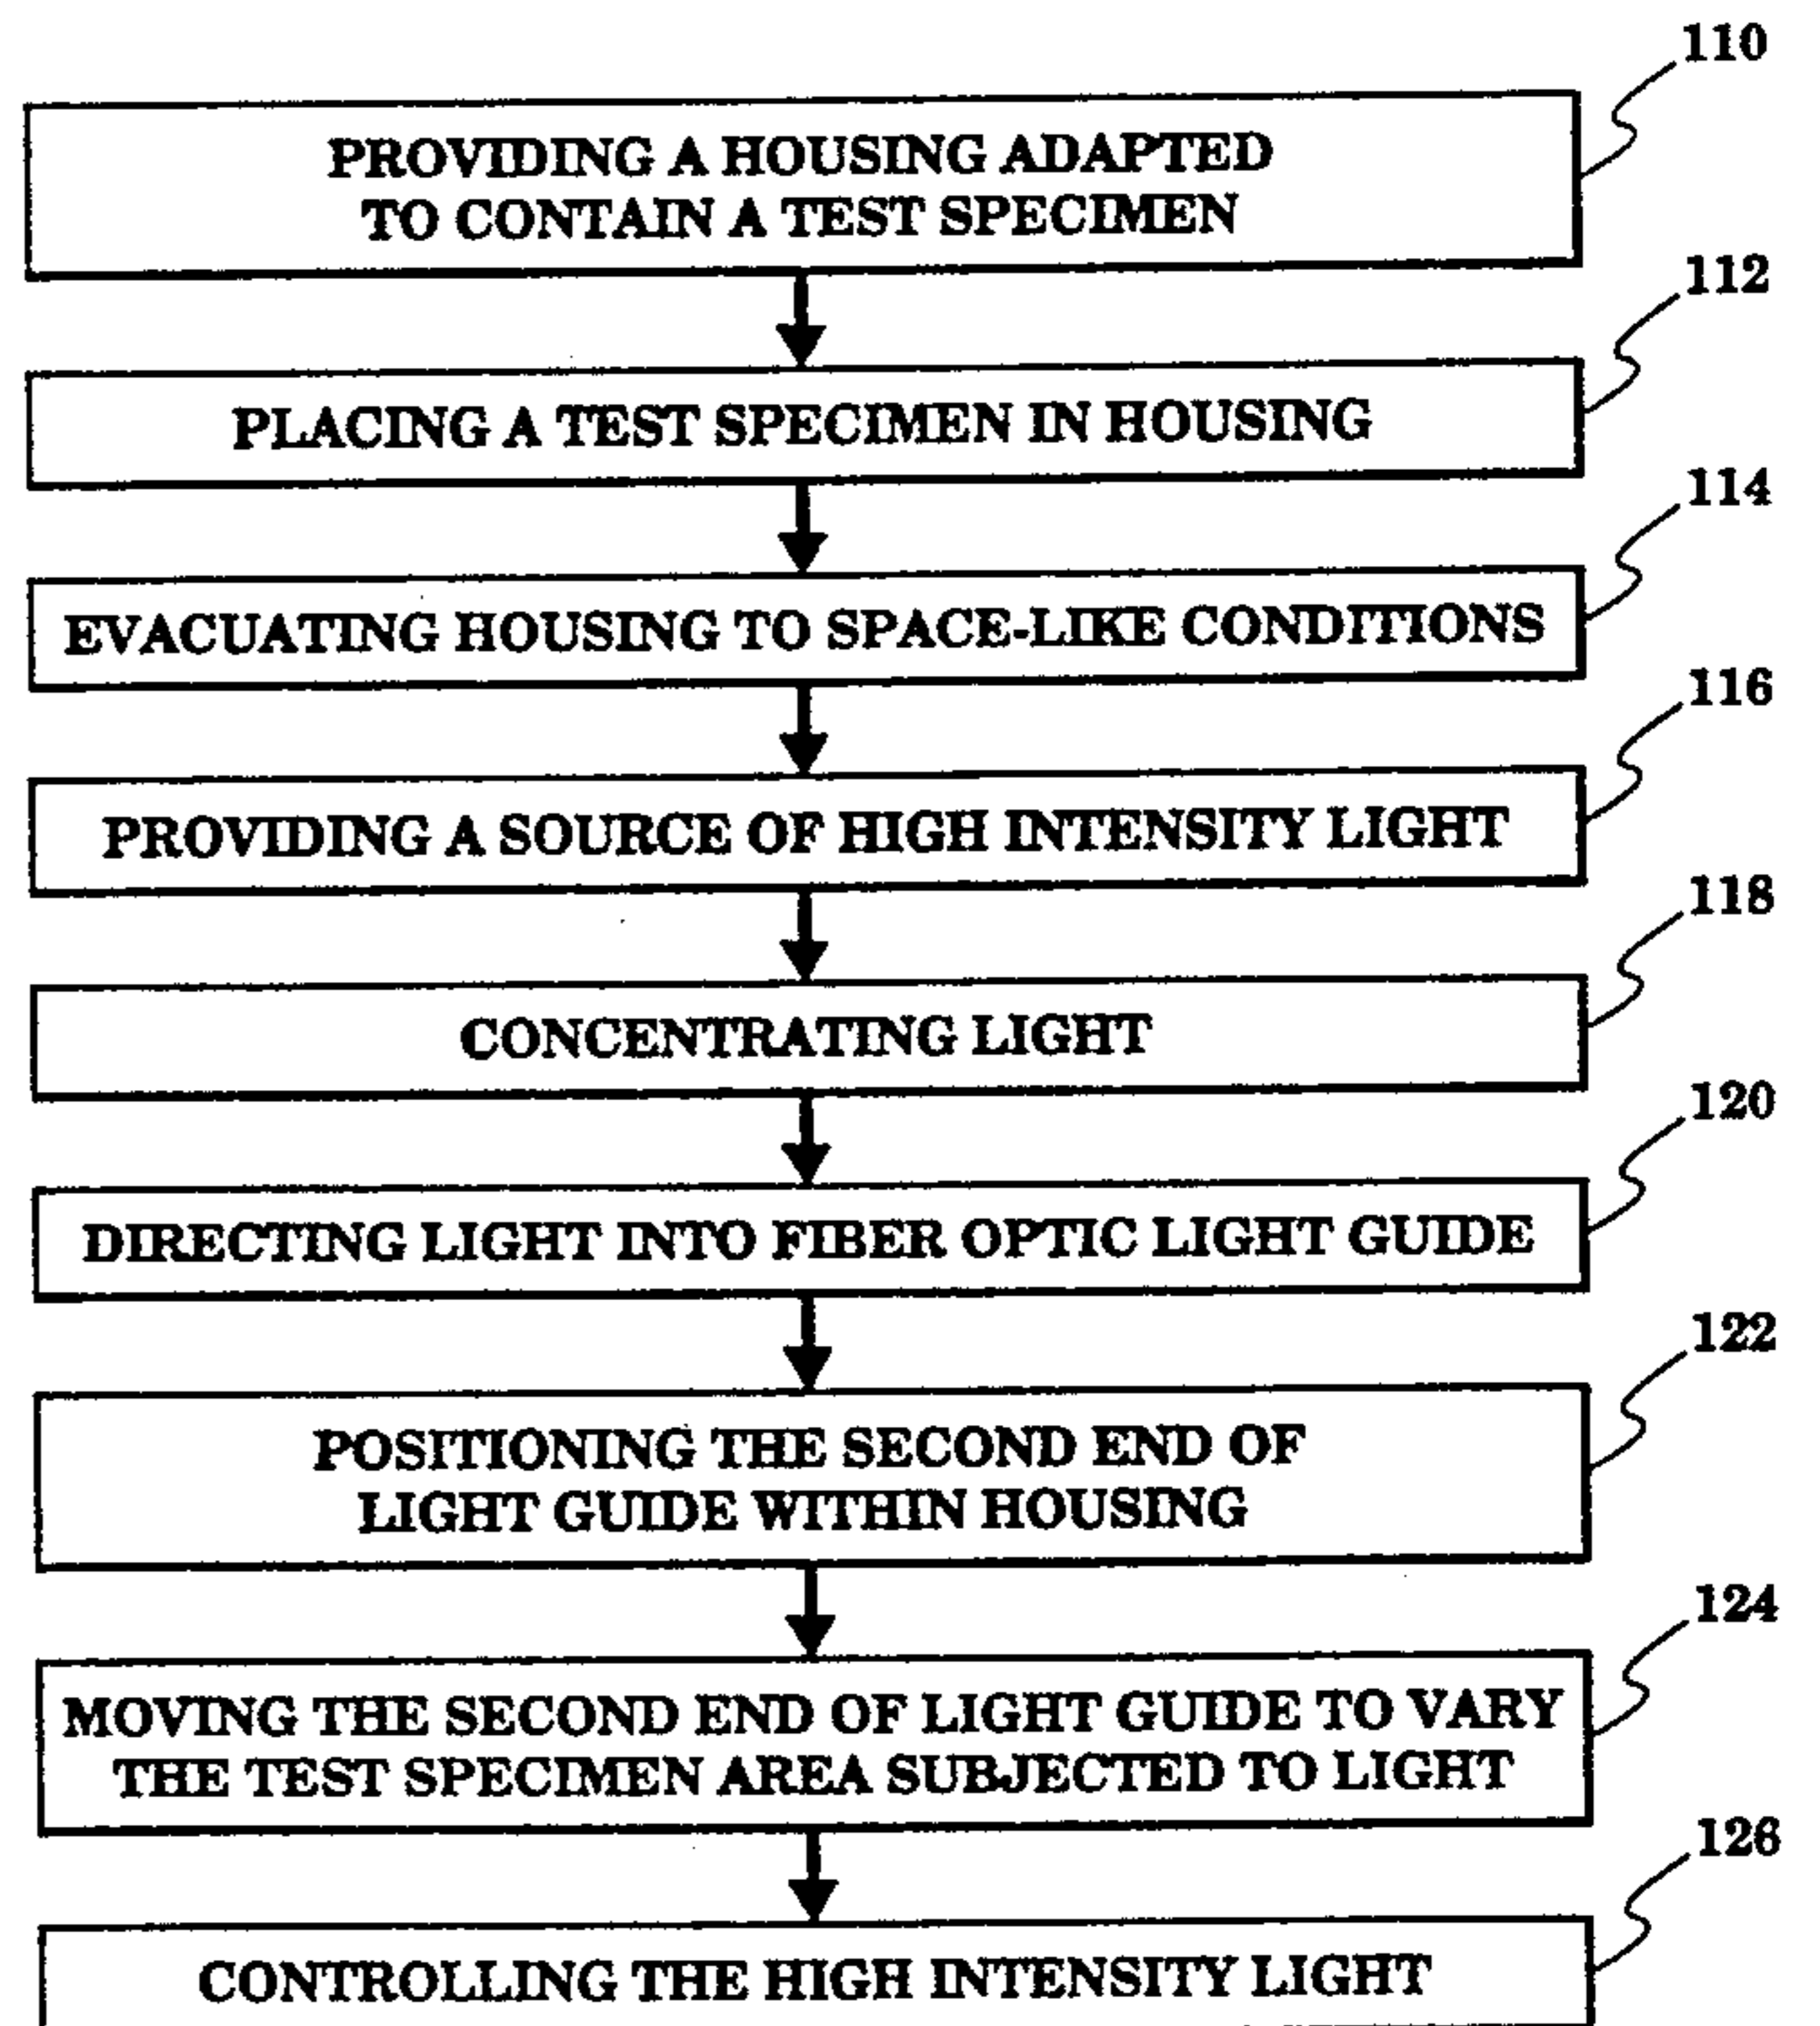 110
PROVIDING A HOUSING ADAPTED
TO CONTAIN A TEST SPECIMEN
112
PLACING A TEST SPECIMEN IN HOUSING
114
EVACUATING HOUSING TO SPACE-LIKE CONDITIONS
116
PROVIDING A SOURCE OF HIGH INTENSITY LIGHT
118
CONCENTRATING LIGHT
120
DIRECTING LIGHT INTO FIBER OPTIC LIGHT GUIDE
122
POSITIONING THE SECOND END OF
LIGHT GUIDE WITHIN HOUSING
124
MOVING THE SECOND END OF LIGHT GUIDE TO VARY
THE TEST SPECIMEN AREA SUBJECTED TO LIGHT
126
CONTROLLING THE HIGH INTENSITY LIGHT